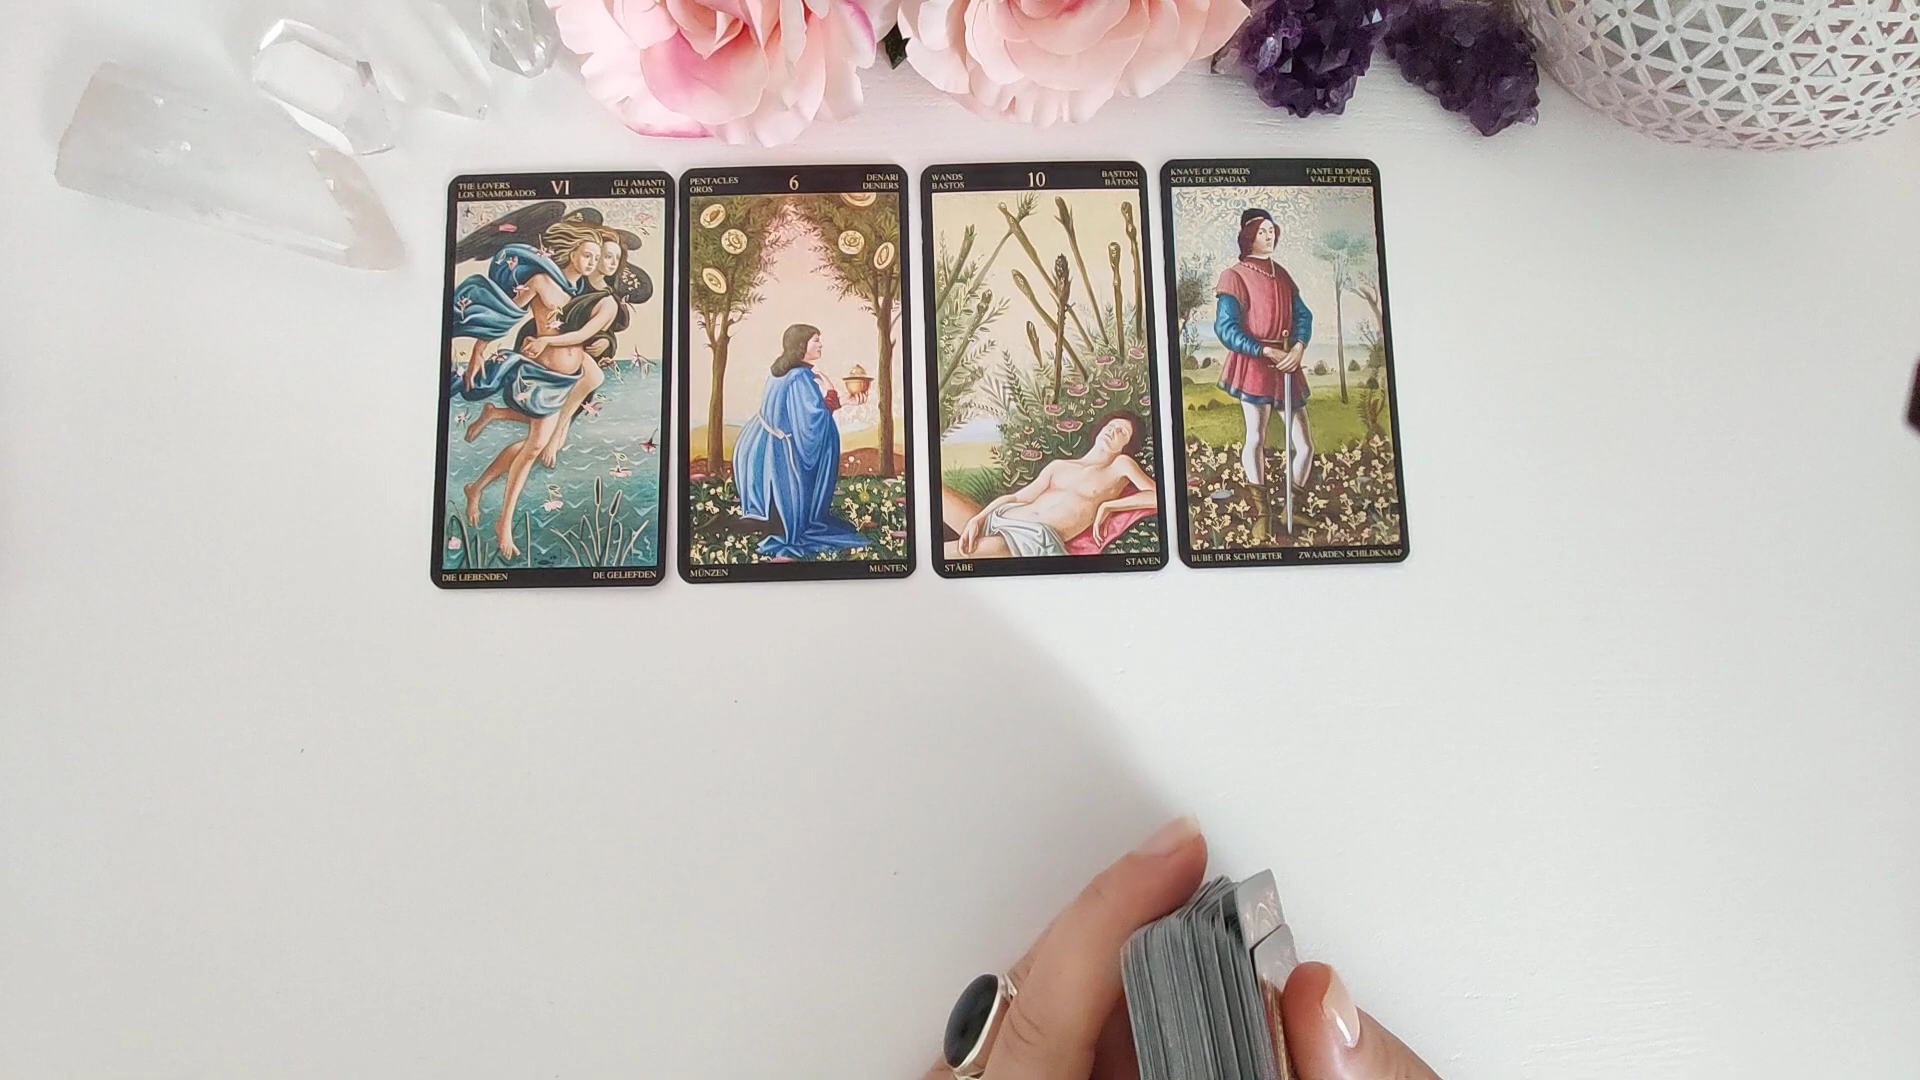 THE LOVERS
LOS ENAMORADOS
VI
GLI AMANTI
LES AMANTS
DIE LIEBENDEN
DE GELIEFDEN
PENTACLES
OROS
6
DENARI
DENIERS
MÜNZEN
MUNTEN
WANDS
BASTOS
10
BASTONI
BÂTONS
STÄBE
STAVEN
KNAVE OF SWORDS
SOTA DE ESPADAS
FANTE DI SPADE
VALET D'ÉPÉES
BUBE DER SCHWERTER
ZWAARDEN SCHILDKNAAP